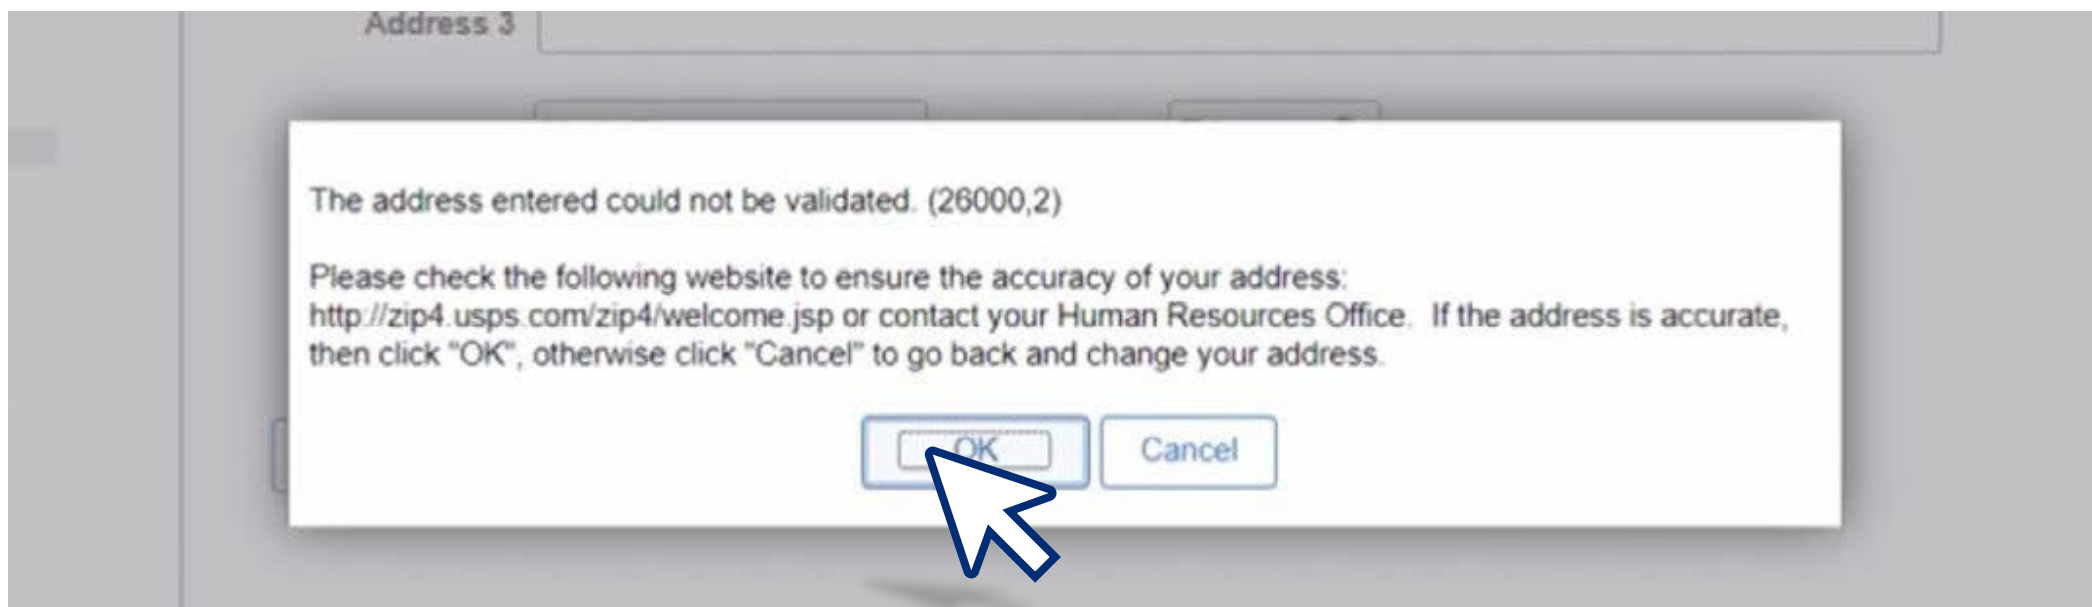 Address 3
The address entered could not be validated. (26000,2)
Please check the following website to ensure the accuracy of your address:
http://zip4.usps.com/zip4/welcome.jsp or contact your Human Resources Office. If the address is accurate,
then click "OK", otherwise click "Cancel" to go back and change your address.
OK
Cancel